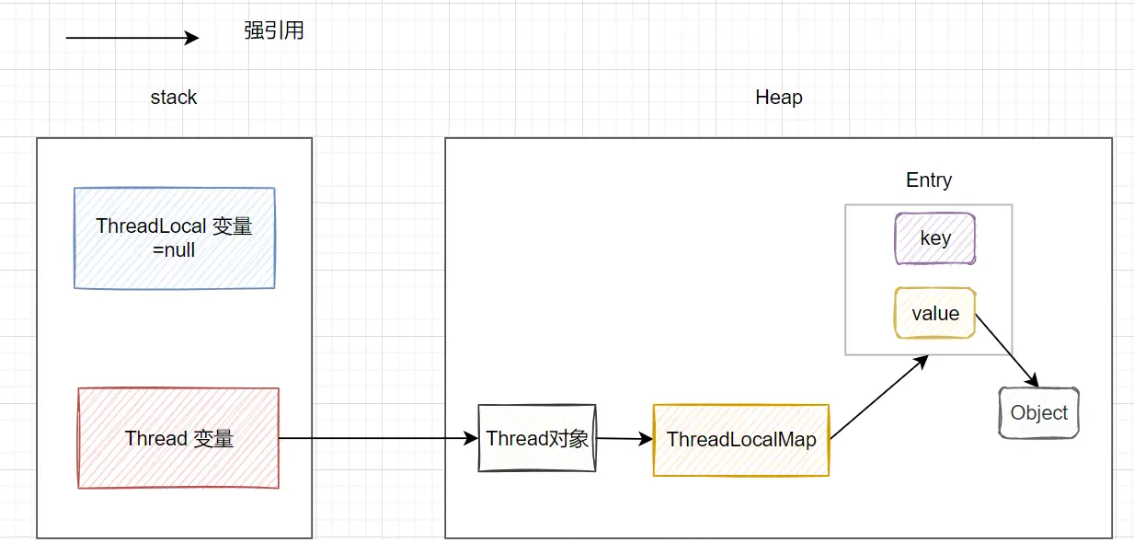 强引用
stack
Heap
ThreadLocal 变量
=null
Entry
key
value
Thread 变量
Thread对象
ThreadLocalMap
Object